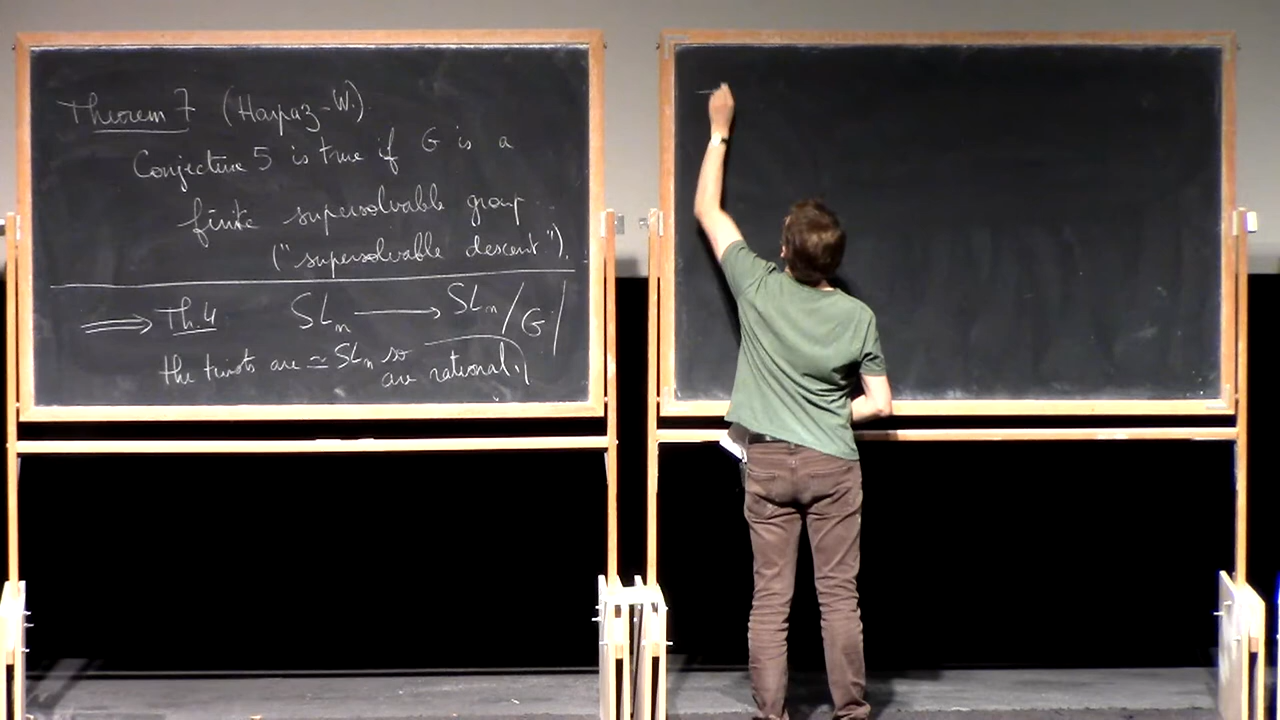 Theorem 7 (Harpaz-W.)
Conjecture 5 is true if G is a
finite supersolvable group
("supersolvable descent").
⟹ Th.4 SLn ⟶ SLn/G
the twists are ≃ SLn so
are rational.